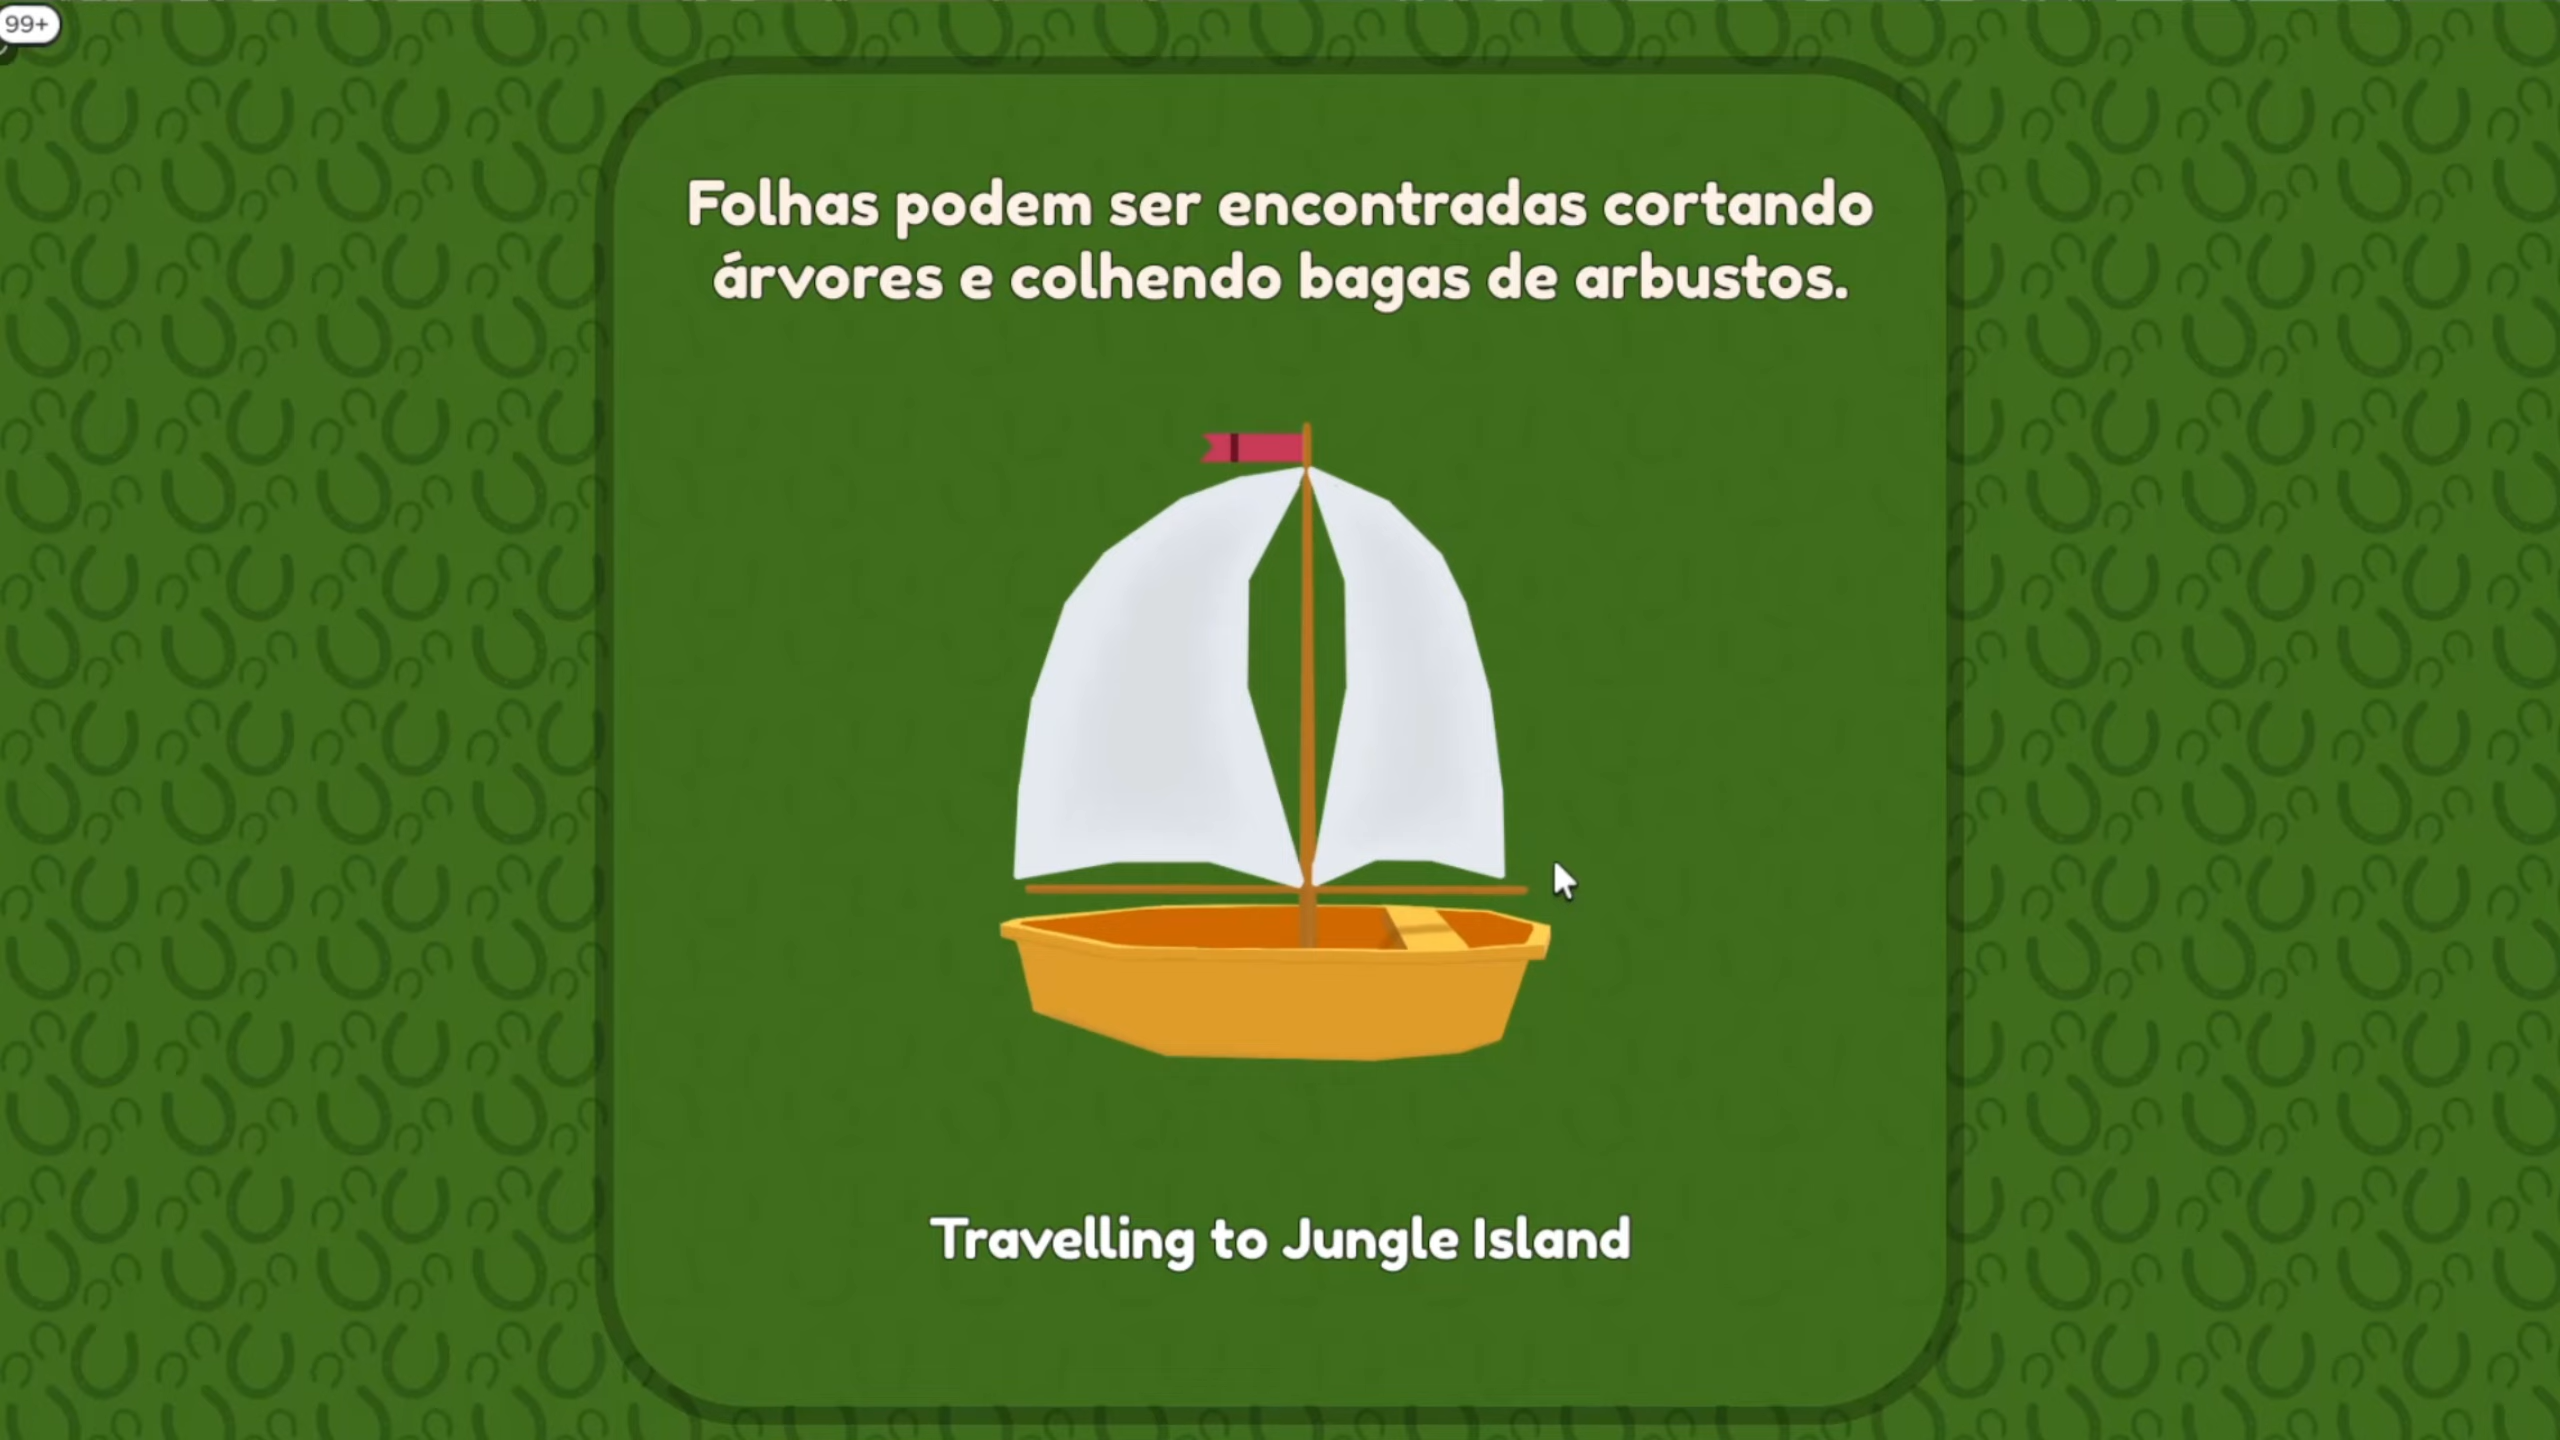 99+
Folhas podem ser encontradas cortando
árvores e colhendo bagas de arbustos.
Travelling to Jungle Island